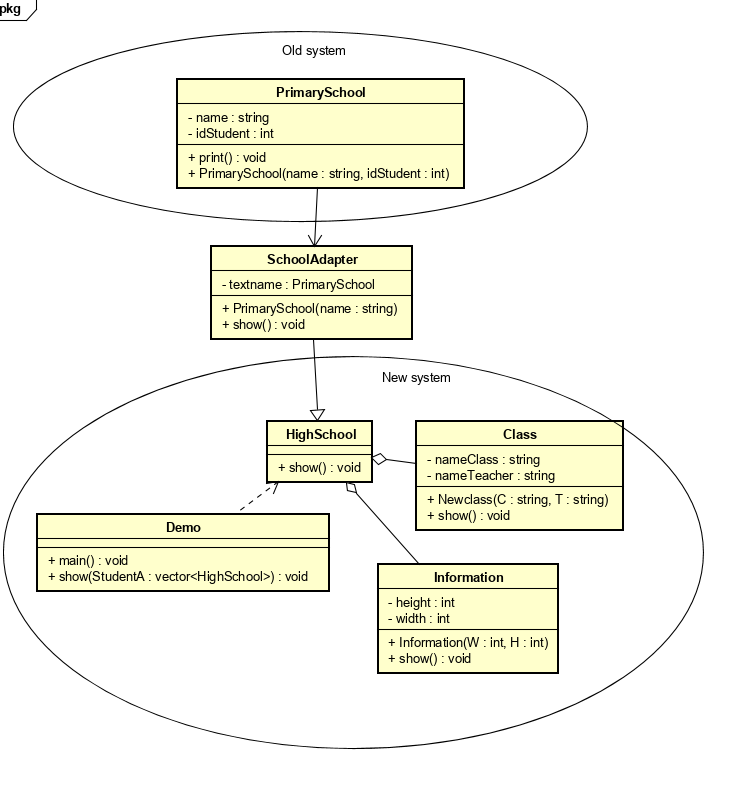 pkg
Old system
PrimarySchool
- name : string
- idStudent : int
+ print() : void
+ PrimarySchool(name : string, idStudent : int)
SchoolAdapter
- textname : PrimarySchool
+ PrimarySchool(name : string)
+ show() : void
New system
HighSchool
+ show() : void
Class
- nameClass : string
- nameTeacher : string
+ Newclass(C : string, T : string)
+ show() : void
Demo
+ main() : void
+ show(StudentA : vector<HighSchool>) : void
Information
- height : int
- width : int
+ Information(W : int, H : int)
+ show() : void